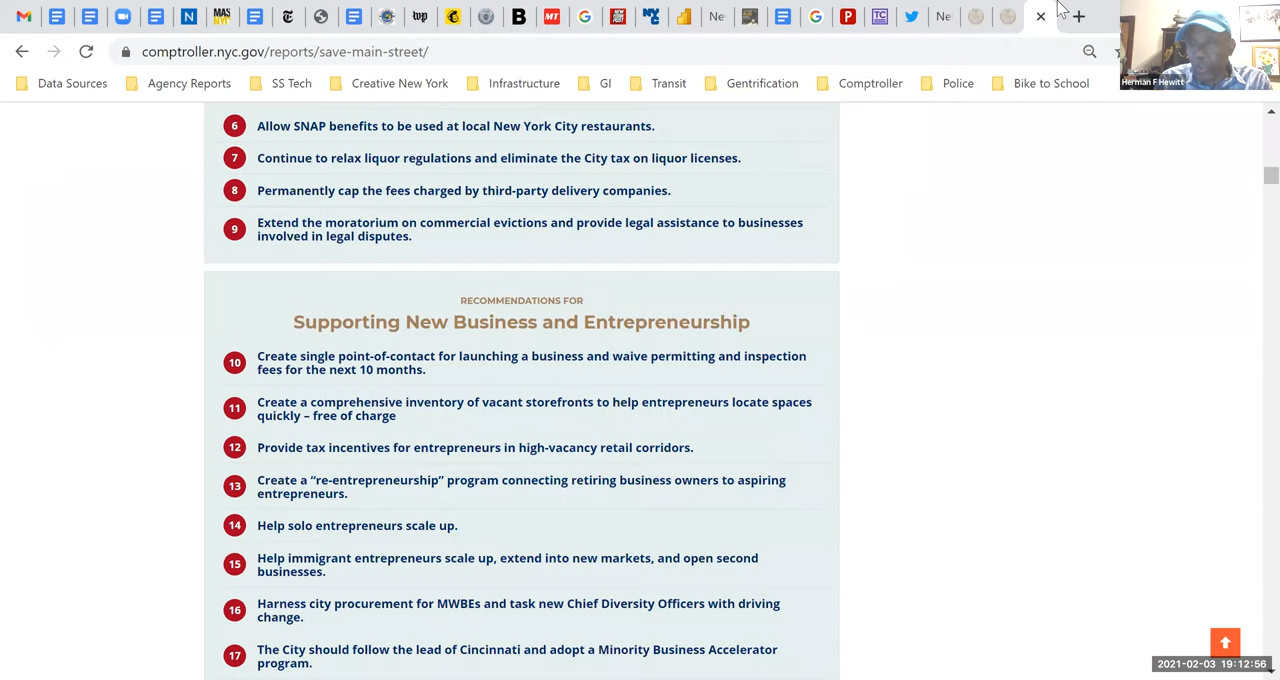 N
MAS
NYC
wp
B
MT
G
NYC
Ne
G
P
TC
Ne
comptroller.nyc.gov/reports/save-main-street/
Data Sources
Agency Reports
SS Tech
Creative New York
Infrastructure
GI
Transit
Gentrification
Comptroller
Police
Bike to School
Herman F Hewitt
6 Allow SNAP benefits to be used at local New York City restaurants.
7 Continue to relax liquor regulations and eliminate the City tax on liquor licenses.
8 Permanently cap the fees charged by third-party delivery companies.
9 Extend the moratorium on commercial evictions and provide legal assistance to businesses
involved in legal disputes.
RECOMMENDATIONS FOR
Supporting New Business and Entrepreneurship
10 Create single point-of-contact for launching a business and waive permitting and inspection
fees for the next 10 months.
11 Create a comprehensive inventory of vacant storefronts to help entrepreneurs locate spaces
quickly – free of charge
12 Provide tax incentives for entrepreneurs in high-vacancy retail corridors.
13 Create a “re-entrepreneurship” program connecting retiring business owners to aspiring
entrepreneurs.
14 Help solo entrepreneurs scale up.
15 Help immigrant entrepreneurs scale up, extend into new markets, and open second
businesses.
16 Harness city procurement for MWBEs and task new Chief Diversity Officers with driving
change.
17 The City should follow the lead of Cincinnati and adopt a Minority Business Accelerator
program.
2021-02-03 19:12:56